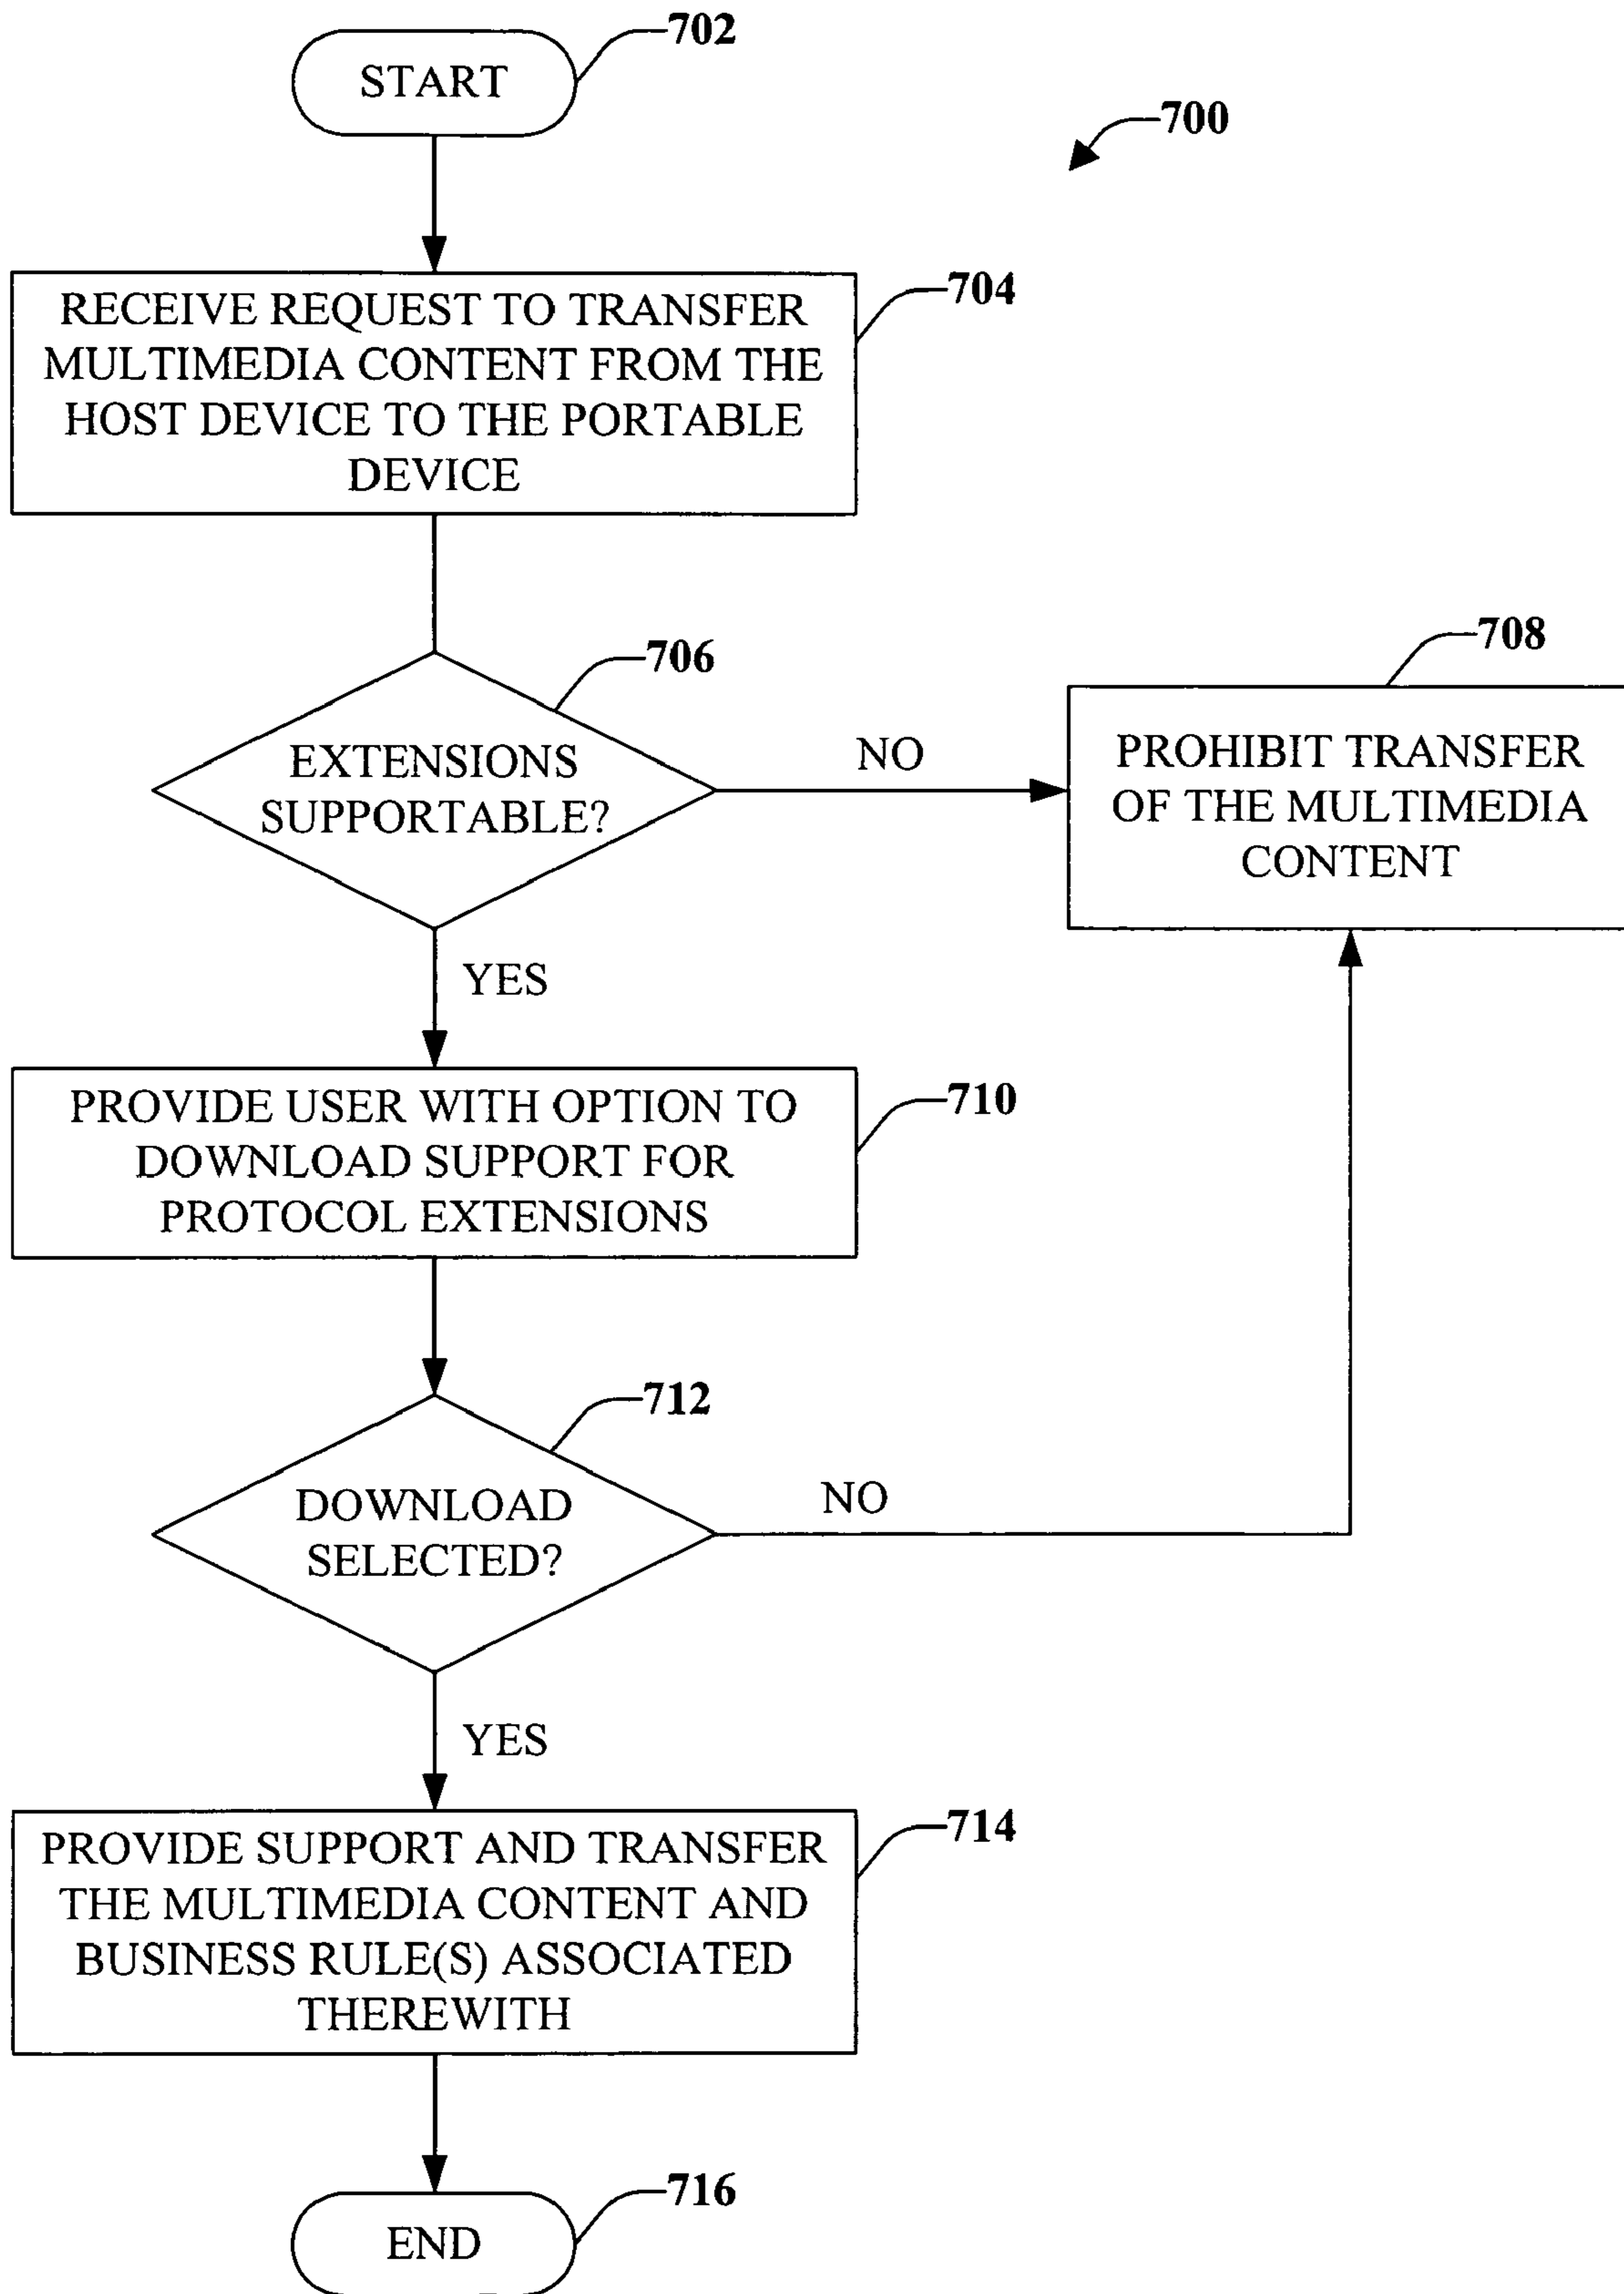 702
START
700
RECEIVE REQUEST TO TRANSFER
MULTIMEDIA CONTENT FROM THE
HOST DEVICE TO THE PORTABLE
DEVICE
704
706
EXTENSIONS
SUPPORTABLE?
NO
708
PROHIBIT TRANSFER
OF THE MULTIMEDIA
CONTENT
YES
PROVIDE USER WITH OPTION TO
DOWNLOAD SUPPORT FOR
PROTOCOL EXTENSIONS
710
712
DOWNLOAD
SELECTED?
NO
YES
PROVIDE SUPPORT AND TRANSFER
THE MULTIMEDIA CONTENT AND
BUSINESS RULE(S) ASSOCIATED
THEREWITH
714
716
END